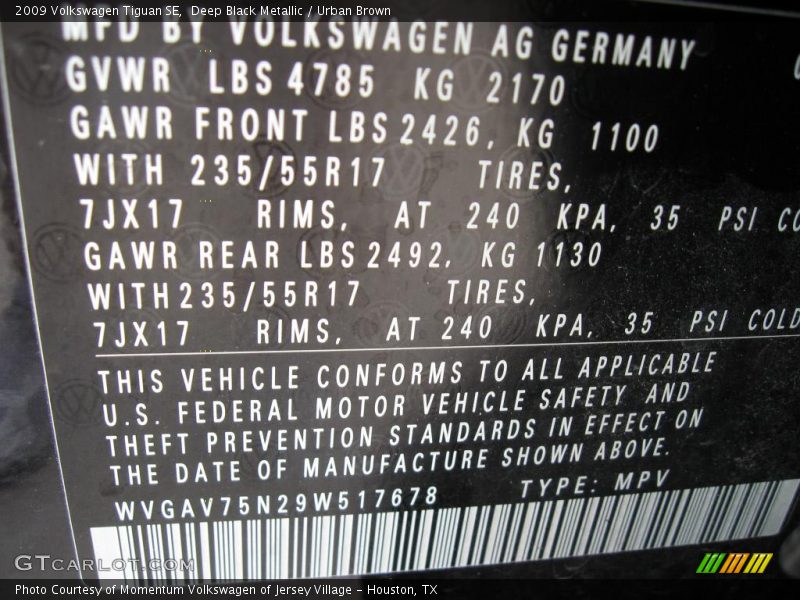 2009 Volkswagen Tiguan SE, Deep Black Metallic / Urban Brown
MFD BY VOLKSWAGEN AG GERMANY
GVWR LBS 4785 KG 2170
GAWR FRONT LBS 2426, KG 1100
WITH 235/55R17 TIRES,
7JX17 RIMS, AT 240 KPA, 35 PSI CO
GAWR REAR LBS 2492, KG 1130
WITH 235/55R17 TIRES,
7JX17 RIMS, AT 240 KPA, 35 PSI COLD
THIS VEHICLE CONFORMS TO ALL APPLICABLE
U.S. FEDERAL MOTOR VEHICLE SAFETY AND
THEFT PREVENTION STANDARDS IN EFFECT ON
THE DATE OF MANUFACTURE SHOWN ABOVE.
WVGAV75N29W517678 TYPE: MPV
GTCARLOT.COM
Photo Courtesy of Momentum Volkswagen of Jersey Village - Houston, TX